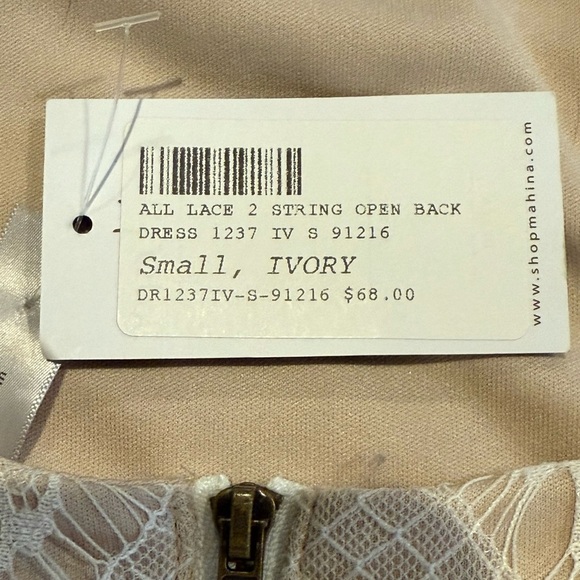 ALL LACE 2 STRING OPEN BACK
DRESS 1237 IV S 91216
Small, IVORY
DR1237IV-S-91216 $68.00
www.shopmahina.com